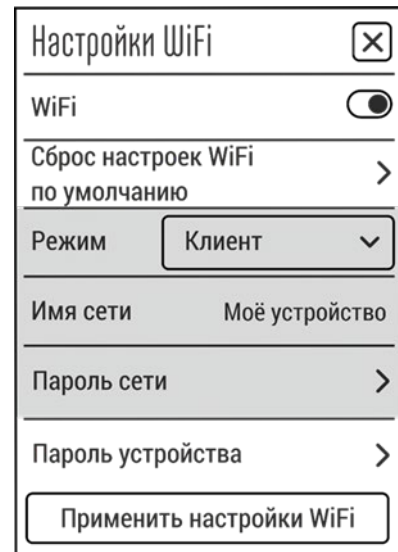 Настройки WiFi
WiFi
Сброс настроек WiFi
по умолчанию
Режим Клиент
Имя сети Моё устройство
Пароль сети
Пароль устройства
Применить настройки WiFi